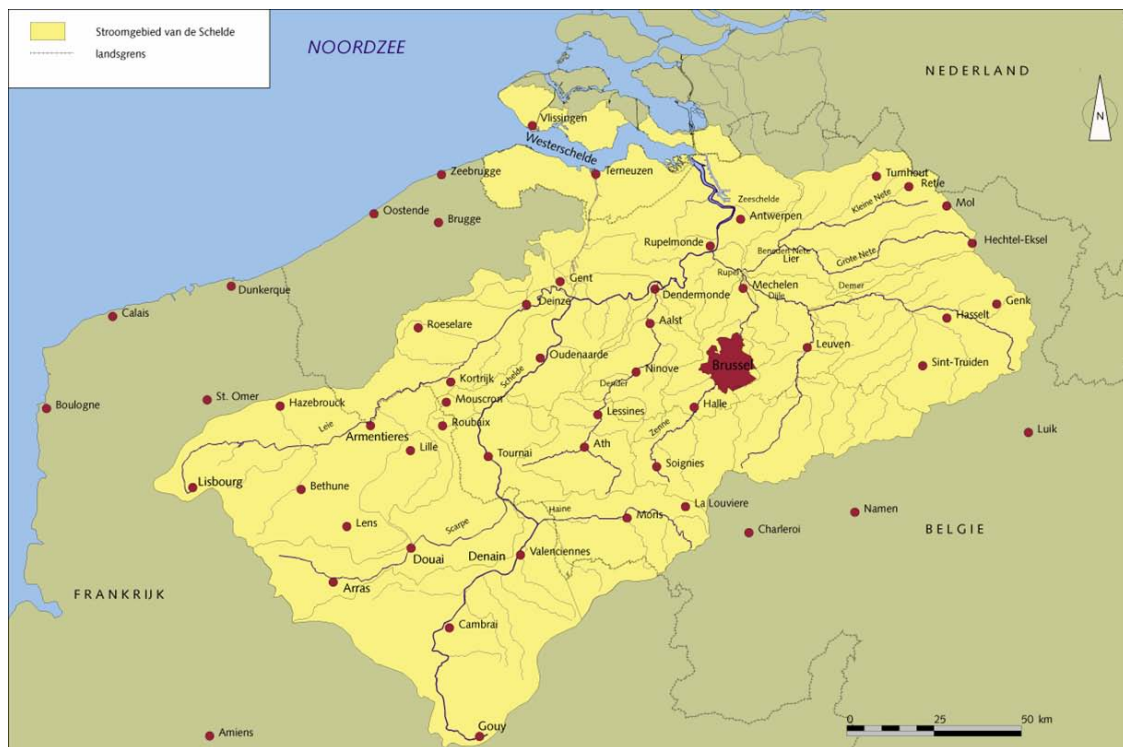 Stroomgebied van de Schelde
landsgrens
NOORDZEE
NEDERLAND
N
Vlissingen
Westerschelde
Zeebrugge
Terneuzen
Turnhout
Retie
Kleine Nete
Mol
Zeeschelde
Oostende
Brugge
Antwerpen
Rupelmonde
Beneden Nete
Lier
Grote Nete
Hechtel-Eksel
Rupel
Gent
Dunkerque
Dendermonde
Mechelen
Dijle
Demer
Deinze
Genk
Calais
Roeselare
Aalst
Hasselt
Leuven
Oudenaarde
Brussel
Sint-Truiden
Schelde
Ninove
Kortrijk
Dender
St. Omer
Hazebrouck
Mouscron
Boulogne
Halle
Lessines
Leie
Armentieres
Roubaix
Zenne
Luik
Lille
Ath
Tournai
Soignies
Lisbourg
Bethune
La Louviere
Haine
Mons
Namen
Lens
Scarpe
Charleroi
BELGIE
Douai
Denain
Valenciennes
Arras
FRANKRIJK
Cambrai
Gouy
Amiens
0 25 50 km